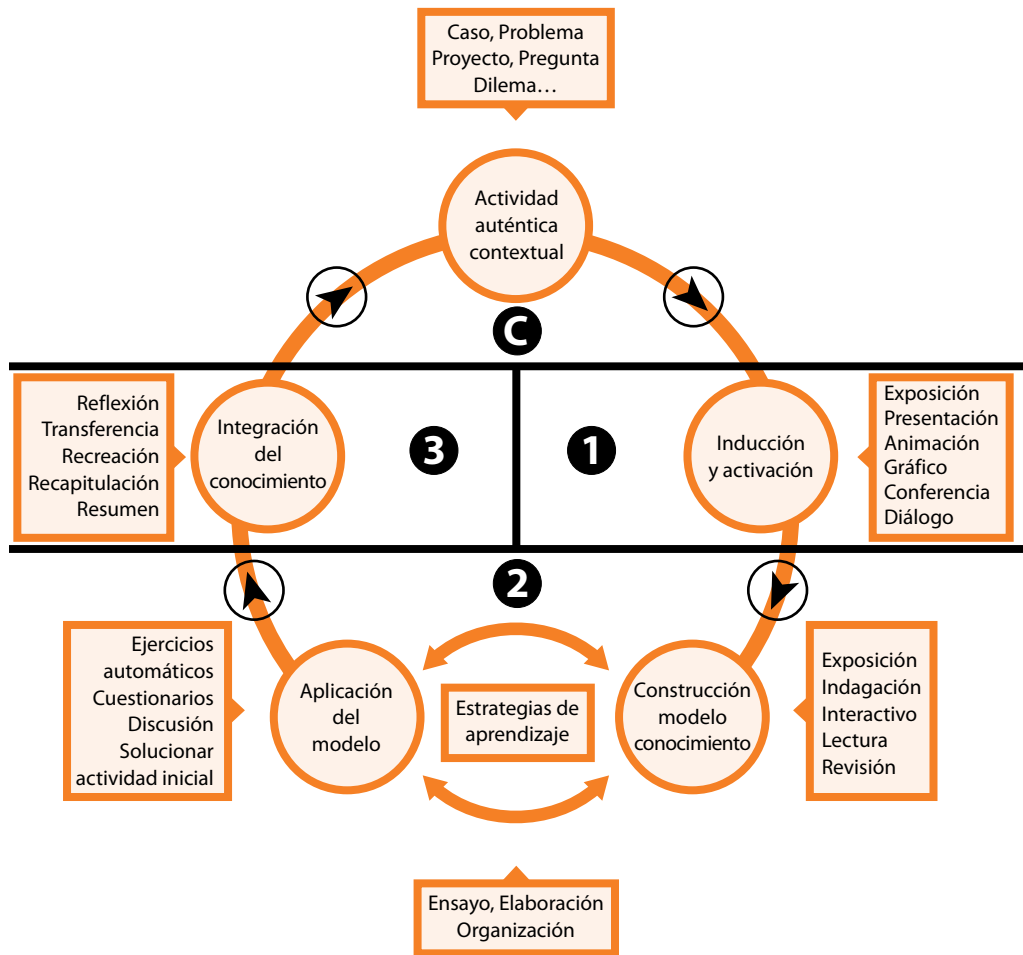 Caso, Problema
Proyecto, Pregunta
Dilema…
Actividad
auténtica
contextual
C
Reflexión
Transferencia
Recreación
Recapitulación
Resumen
Integración
del
conocimiento
3
1
Inducción
y activación
Exposición
Presentación
Animación
Gráfico
Conferencia
Diálogo
2
Ejercicios
automáticos
Cuestionarios
Discusión
Solucionar
actividad inicial
Aplicación
del
modelo
Estrategias de
aprendizaje
Construcción
modelo
conocimiento
Exposición
Indagación
Interactivo
Lectura
Revisión
Ensayo, Elaboración
Organización